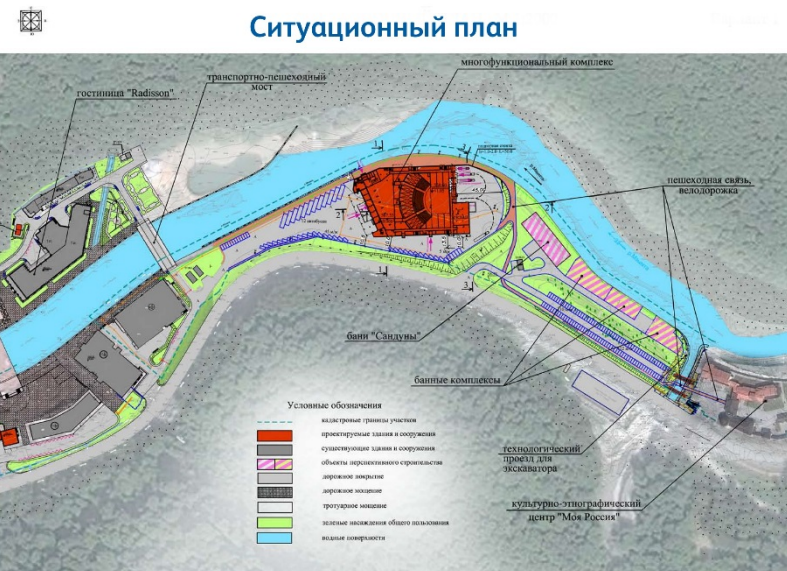 Ситуационный план
многофункциональный комплекс
транспортно-пешеходный
мост
гостиница "Radisson"
пешеходная связь,
велодорожка
бани "Сандуны"
банные комплексы
технологический
проезд для
экскаватора
культурно-этнографический
центр "Моя Россия"
Условные обозначения
кадастровые границы участков
проектируемые здания и сооружения
существующие здания и сооружения
объекты перспективного строительства
дорожное покрытие
дорожное мощение
тротуарное мощение
зеленые насаждения общего пользования
водные поверхности